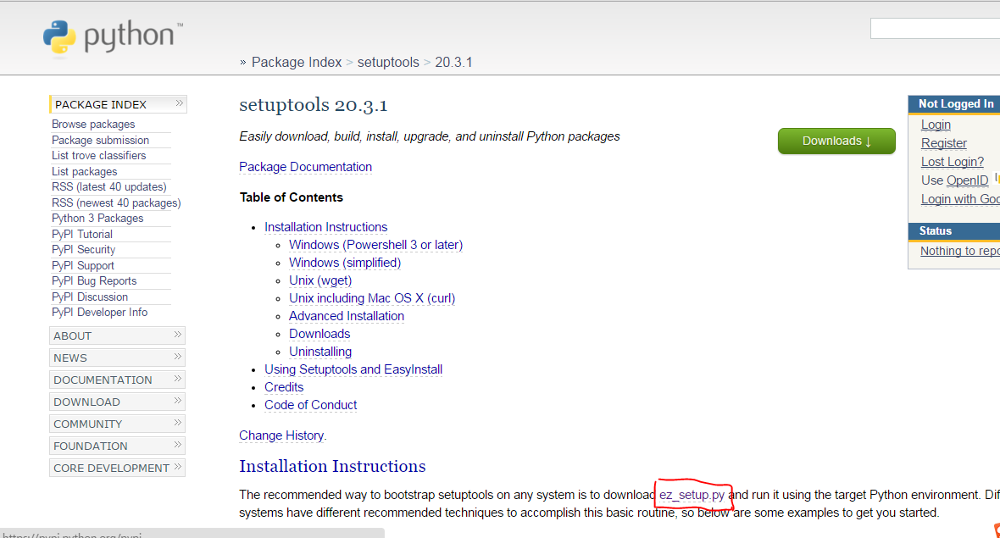 python™
» Package Index > setuptools > 20.3.1
PACKAGE INDEX »
Browse packages
Package submission
List trove classifiers
List packages
RSS (latest 40 updates)
RSS (newest 40 packages)
Python 3 Packages
PyPI Tutorial
PyPI Security
PyPI Support
PyPI Bug Reports
PyPI Discussion
PyPI Developer Info
ABOUT »
NEWS »
DOCUMENTATION »
DOWNLOAD »
COMMUNITY »
FOUNDATION »
CORE DEVELOPMENT »
setuptools 20.3.1
Easily download, build, install, upgrade, and uninstall Python packages
Downloads ↓
Package Documentation
Table of Contents
• Installation Instructions
◦ Windows (Powershell 3 or later)
◦ Windows (simplified)
◦ Unix (wget)
◦ Unix including Mac OS X (curl)
◦ Advanced Installation
◦ Downloads
◦ Uninstalling
• Using Setuptools and EasyInstall
• Credits
• Code of Conduct
Change History.
Installation Instructions
The recommended way to bootstrap setuptools on any system is to download ez_setup.py and run it using the target Python environment. Dif
systems have different recommended techniques to accomplish this basic routine, so below are some examples to get you started.
Not Logged In
Login
Register
Lost Login?
Use OpenID
Login with Goo
Status
Nothing to repo
https://pypi.python.org/pypi